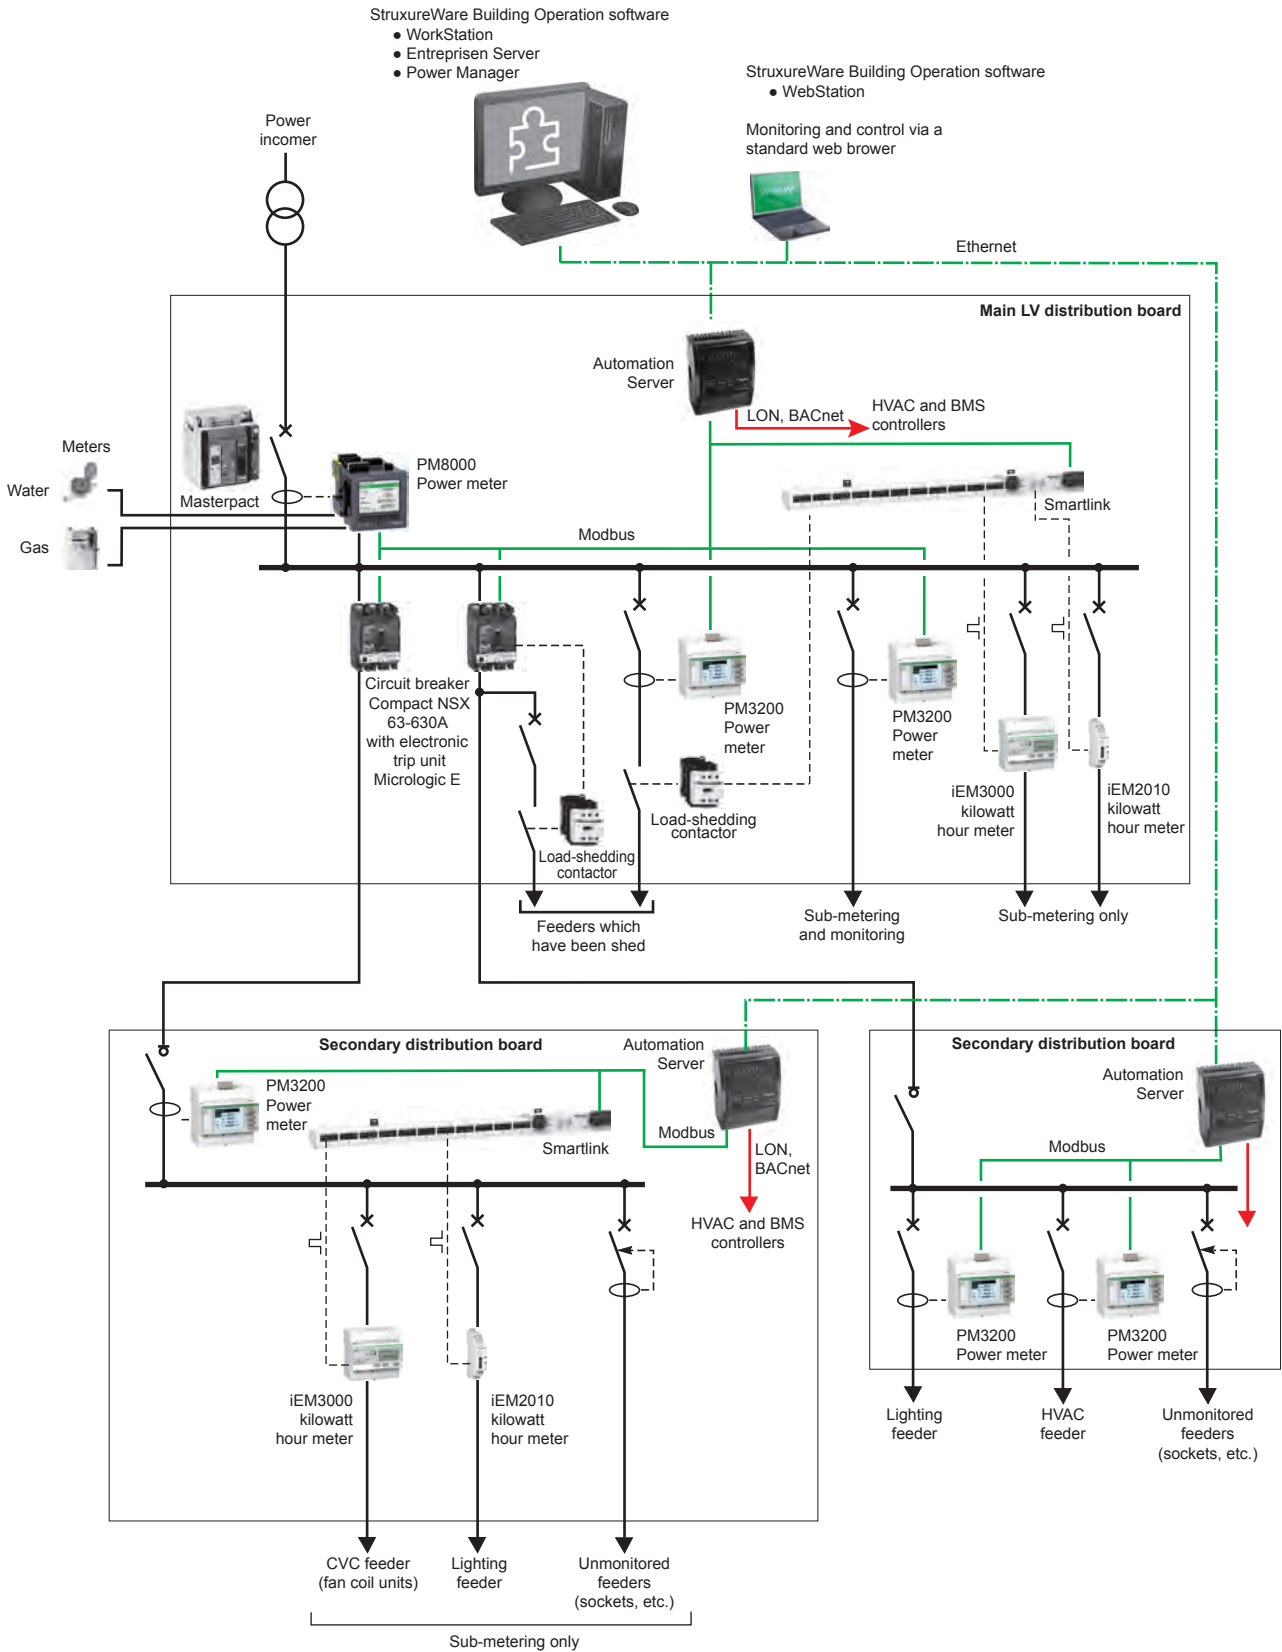 StruxureWare Building Operation software
● WorkStation
● Entreprisen Server
● Power Manager
StruxureWare Building Operation software
● WebStation
Monitoring and control via a
standard web brower
Power
incomer
Ethernet
Main LV distribution board
Automation
Server
LON, BACnet
HVAC and BMS
controllers
Meters
Water
Gas
Masterpact
PM8000
Power meter
Smartlink
Modbus
Circuit breaker
Compact NSX
63-630A
with electronic
trip unit
Micrologic E
PM3200
Power
meter
PM3200
Power
meter
Load-shedding
contactor
Load-shedding
contactor
iEM3000
kilowatt
hour meter
iEM2010
kilowatt
hour meter
Feeders which
have been shed
Sub-metering
and monitoring
Sub-metering only
Secondary distribution board
Automation
Server
PM3200
Power
meter
Smartlink
Modbus
LON,
BACnet
HVAC and BMS
controllers
iEM3000
kilowatt
hour meter
iEM2010
kilowatt
hour meter
CVC feeder
(fan coil units)
Lighting
feeder
Unmonitored
feeders
(sockets, etc.)
Sub-metering only
Secondary distribution board
Automation
Server
Modbus
PM3200
Power meter
PM3200
Power meter
Lighting
feeder
HVAC
feeder
Unmonitored
feeders
(sockets, etc.)